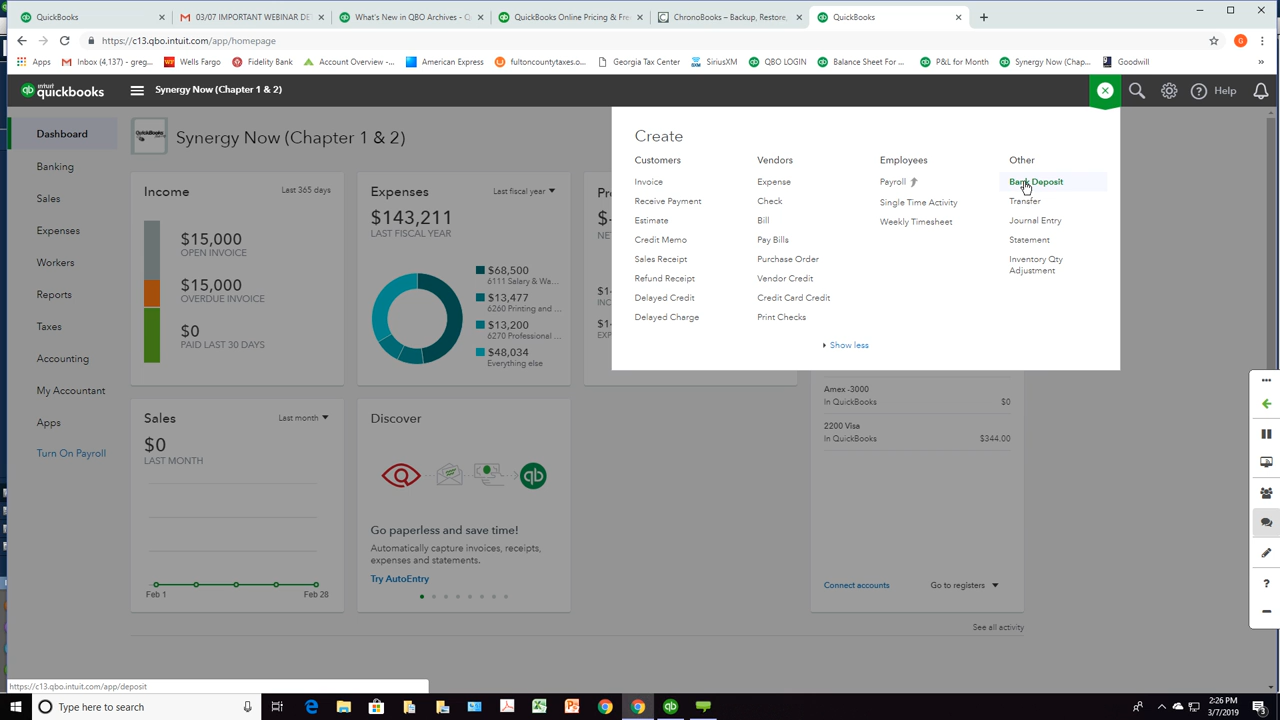 QuickBooks
03/07 IMPORTANT WEBINAR DE
What's New in QBO Archives - Q
QuickBooks Online Pricing & Fre
ChronoBooks – Backup, Restore,
QuickBooks
https://c13.qbo.intuit.com/app/homepage
Apps
Inbox (4,137) - greg...
Wells Fargo
Fidelity Bank
Account Overview -...
American Express
fultoncountytaxes.o...
Georgia Tax Center
SiriusXM
QBO LOGIN
Balance Sheet For ...
P&L for Month
Synergy Now (Chap...
Goodwill
»
intuit
quickbooks
Synergy Now (Chapter 1 & 2)
Help
Dashboard
Banking
Sales
Expenses
Workers
Reports
Taxes
Accounting
My Accountant
Apps
Turn On Payroll
QuickBooks
Synergy Now (Chapter 1 & 2)
Income
Last 365 days
$15,000
OPEN INVOICE
$15,000
OVERDUE INVOICE
$0
PAID LAST 30 DAYS
Expenses
Last fiscal year
$143,211
LAST FISCAL YEAR
$68,500
6111 Salary & Wa...
$13,477
6260 Printing and ...
$13,200
6270 Professional ...
$48,034
Everything else
Create
Customers
Invoice
Receive Payment
Estimate
Credit Memo
Sales Receipt
Refund Receipt
Delayed Credit
Delayed Charge
Vendors
Expense
Check
Bill
Pay Bills
Purchase Order
Vendor Credit
Credit Card Credit
Print Checks
Employees
Payroll
Single Time Activity
Weekly Timesheet
Other
Bank Deposit
Transfer
Journal Entry
Statement
Inventory Qty
Adjustment
Show less
Sales
Last month
$0
LAST MONTH
Feb 1
Feb 28
Discover
Go paperless and save time!
Automatically capture invoices, receipts,
expenses and statements.
Try AutoEntry
Amex -3000
In QuickBooks
$0
2200 Visa
In QuickBooks
$344.00
Connect accounts
Go to registers
See all activity
https://c13.qbo.intuit.com/app/deposit
Type here to search
2:26 PM
3/7/2019